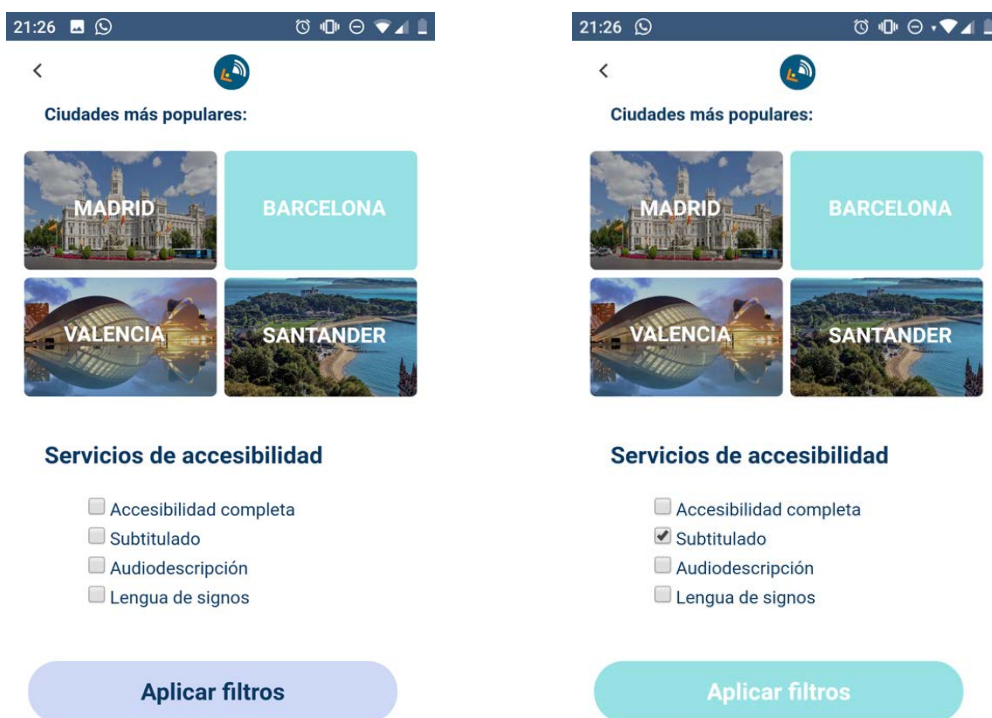 21:26
Ciudades más populares:
MADRID
BARCELONA
VALENCIA
SANTANDER
Servicios de accesibilidad
Accesibilidad completa
Subtitulado
Audiodescripción
Lengua de signos
Aplicar filtros
21:26
Ciudades más populares:
MADRID
BARCELONA
VALENCIA
SANTANDER
Servicios de accesibilidad
Accesibilidad completa
Subtitulado
Audiodescripción
Lengua de signos
Aplicar filtros